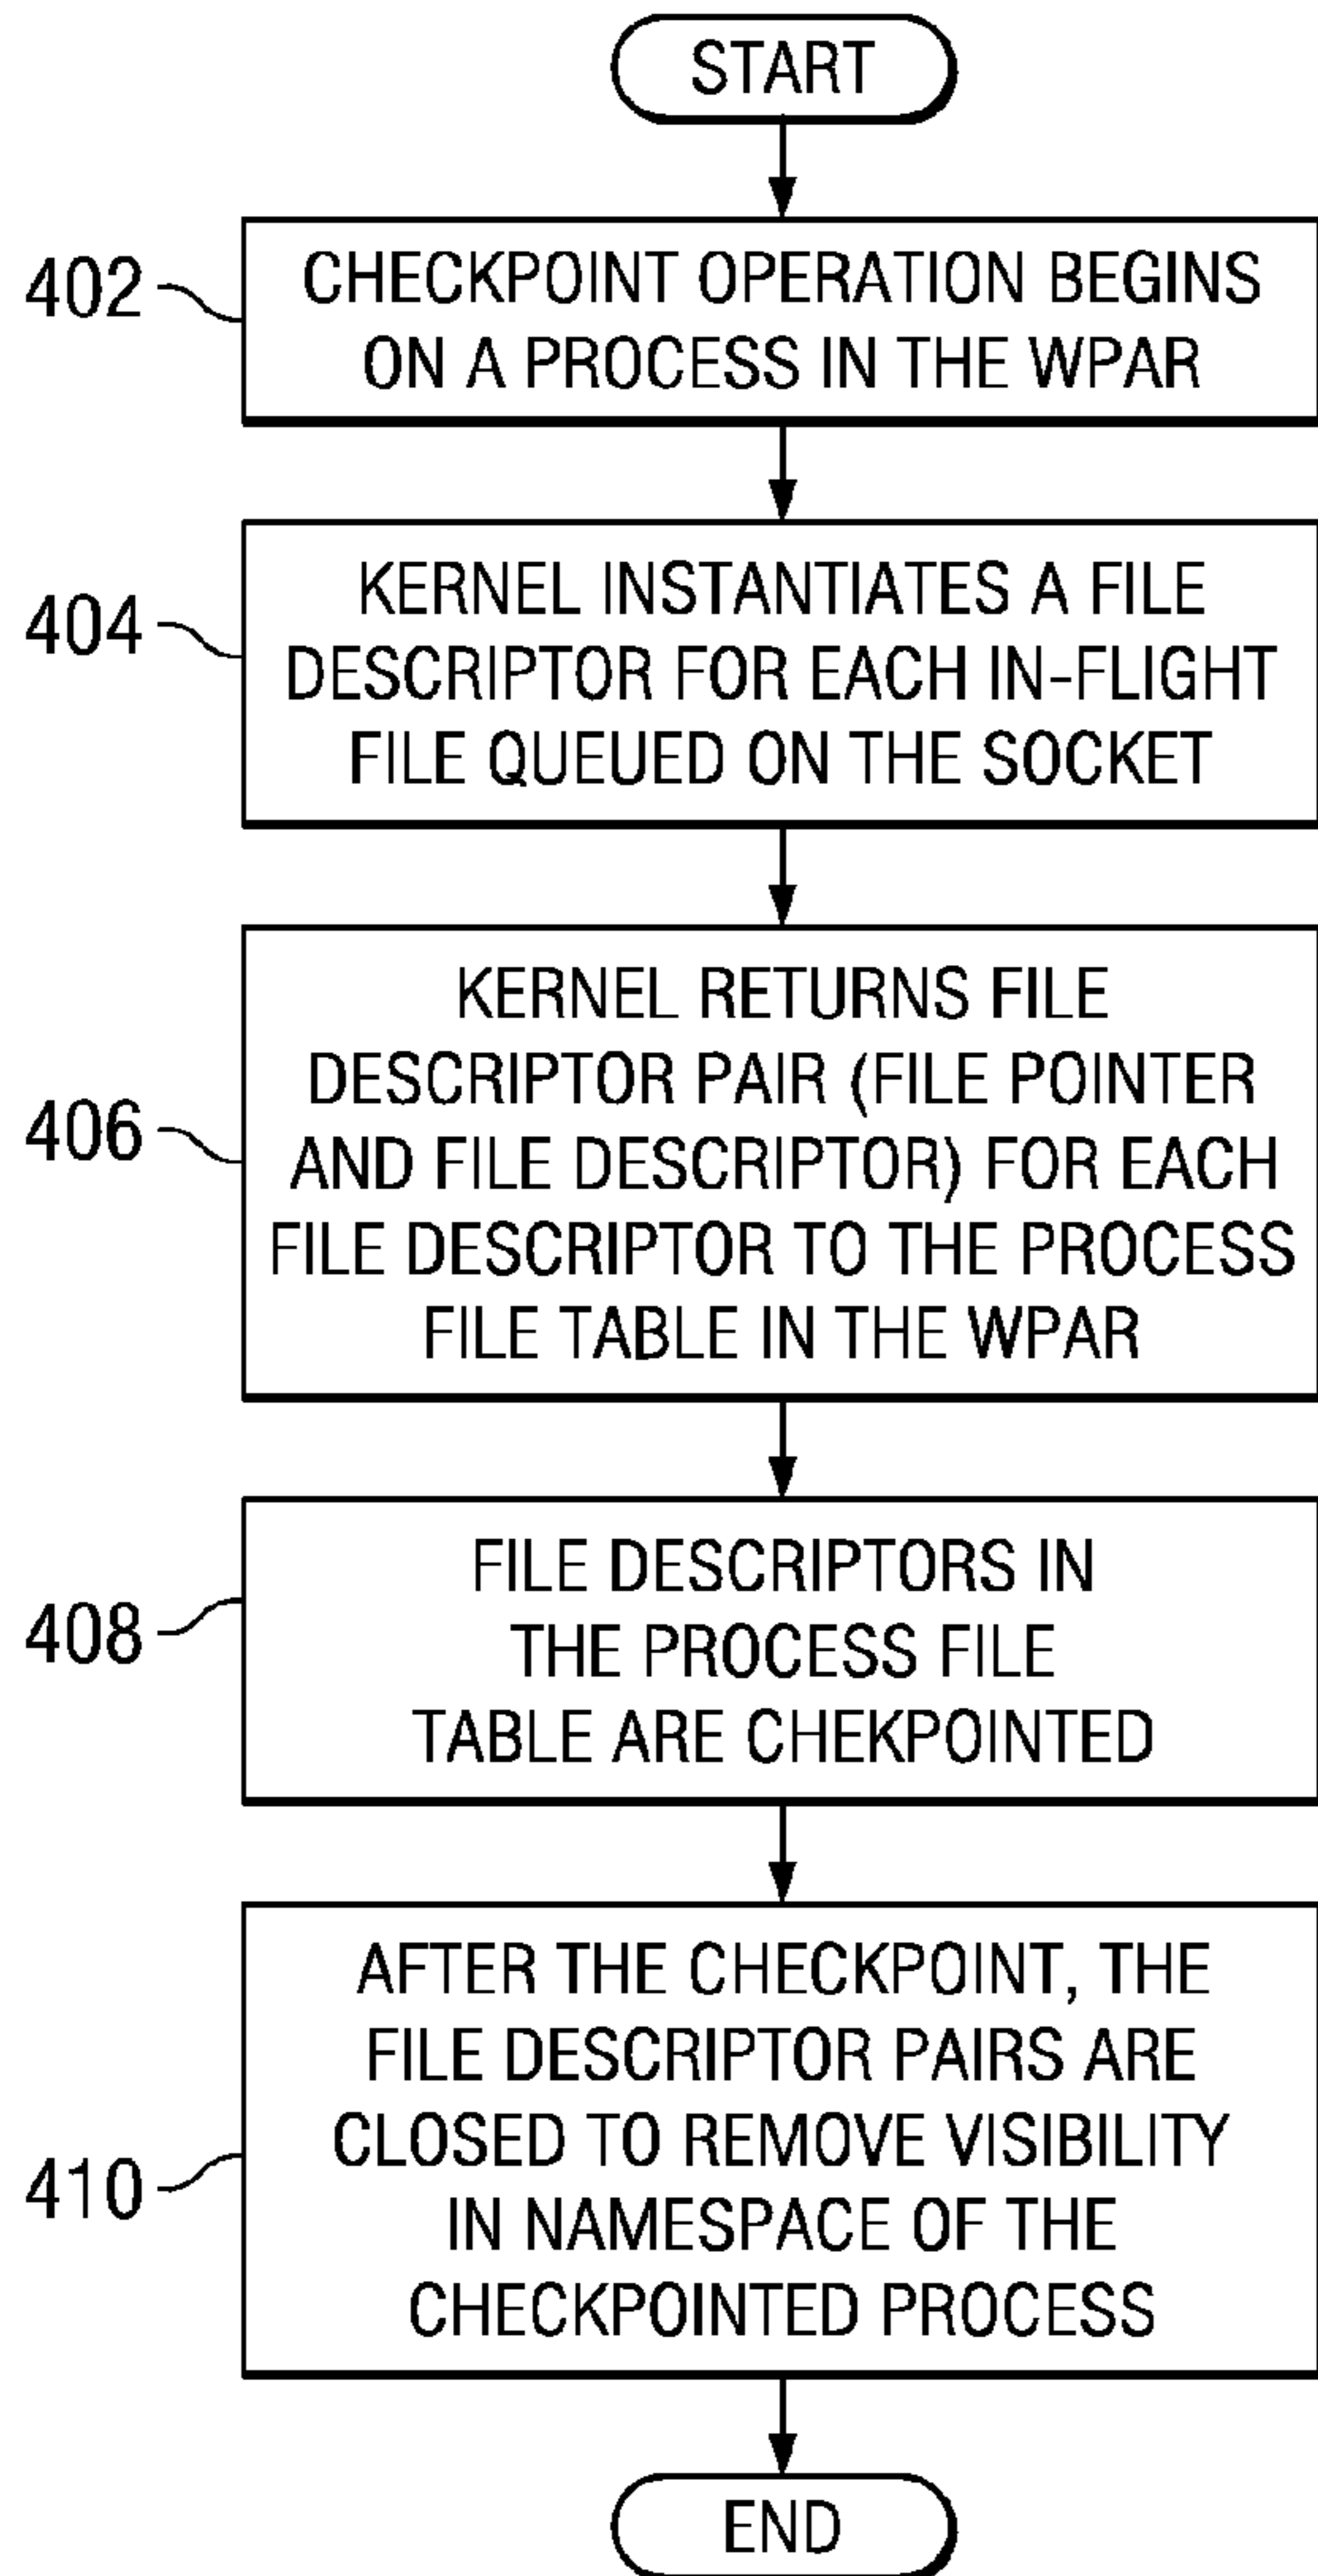 START
402
CHECKPOINT OPERATION BEGINS
ON A PROCESS IN THE WPAR
404
KERNEL INSTANTIATES A FILE
DESCRIPTOR FOR EACH IN-FLIGHT
FILE QUEUED ON THE SOCKET
406
KERNEL RETURNS FILE
DESCRIPTOR PAIR (FILE POINTER
AND FILE DESCRIPTOR) FOR EACH
FILE DESCRIPTOR TO THE PROCESS
FILE TABLE IN THE WPAR
408
FILE DESCRIPTORS IN
THE PROCESS FILE
TABLE ARE CHEKPOINTED
410
AFTER THE CHECKPOINT, THE
FILE DESCRIPTOR PAIRS ARE
CLOSED TO REMOVE VISIBILITY
IN NAMESPACE OF THE
CHECKPOINTED PROCESS
END